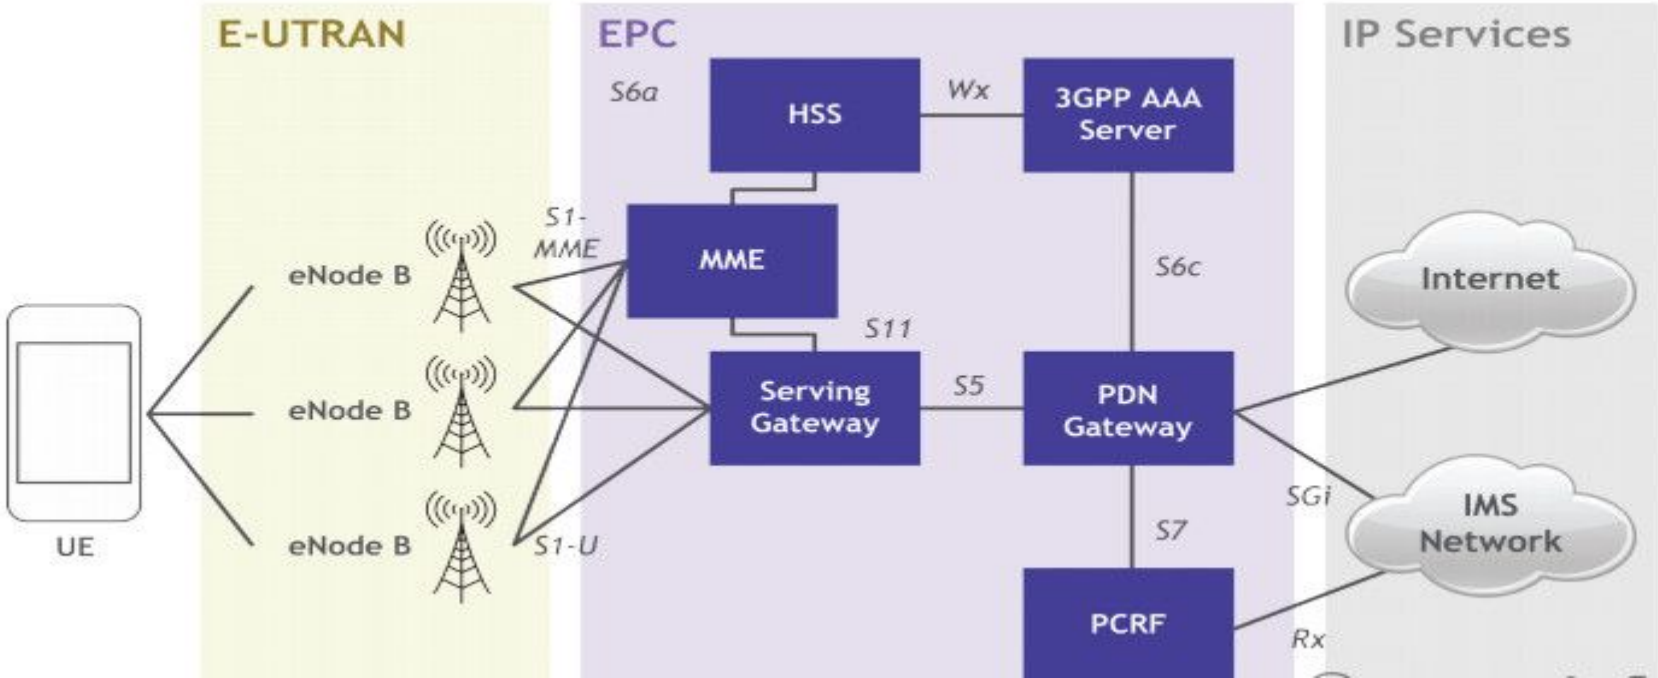 E-UTRAN
EPC
IP Services
S6a
HSS
Wx
3GPP AAA
Server
S1-
MME
MME
eNode B
S6c
Internet
S11
eNode B
Serving
Gateway
S5
PDN
Gateway
SGi
IMS
Network
UE
eNode B
S1-U
S7
PCRF
Rx